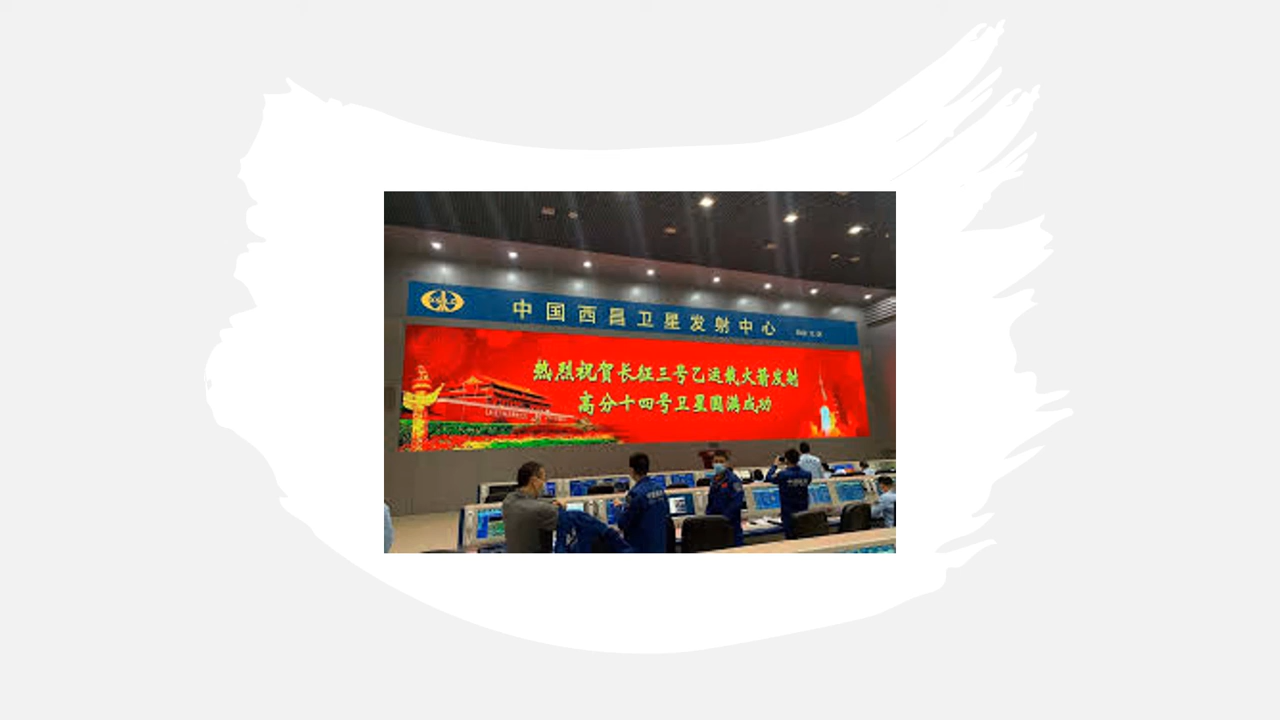 中国西昌卫星发射中心
热烈祝贺长征三号乙运载火箭发射
高分十四号卫星圆满成功